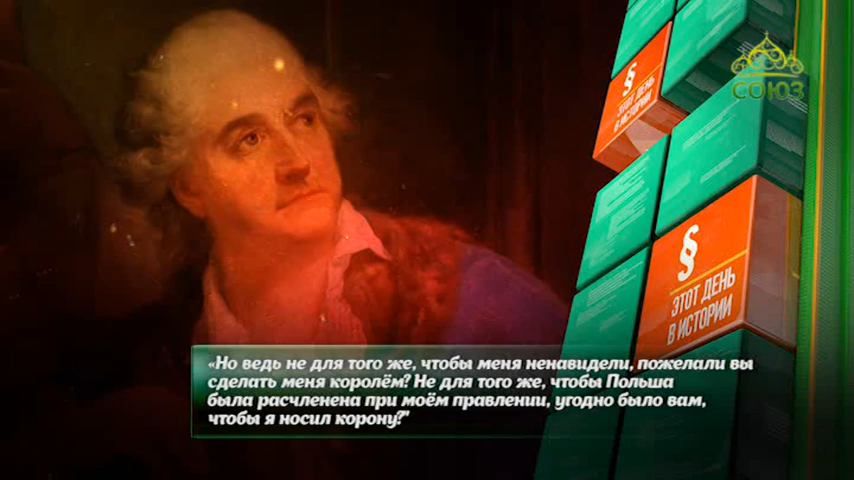 СОЮЗ
§
ЭТОТ ДЕНЬ
В ИСТОРИИ
§
ЭТОТ ДЕНЬ
В ИСТОРИИ
«Но ведь не для того же, чтобы меня ненавидели, пожелали вы
сделать меня королём? Не для того же, чтобы Польша
была расчленена при моём правлении, угодно было вам,
чтобы я носил корону?"